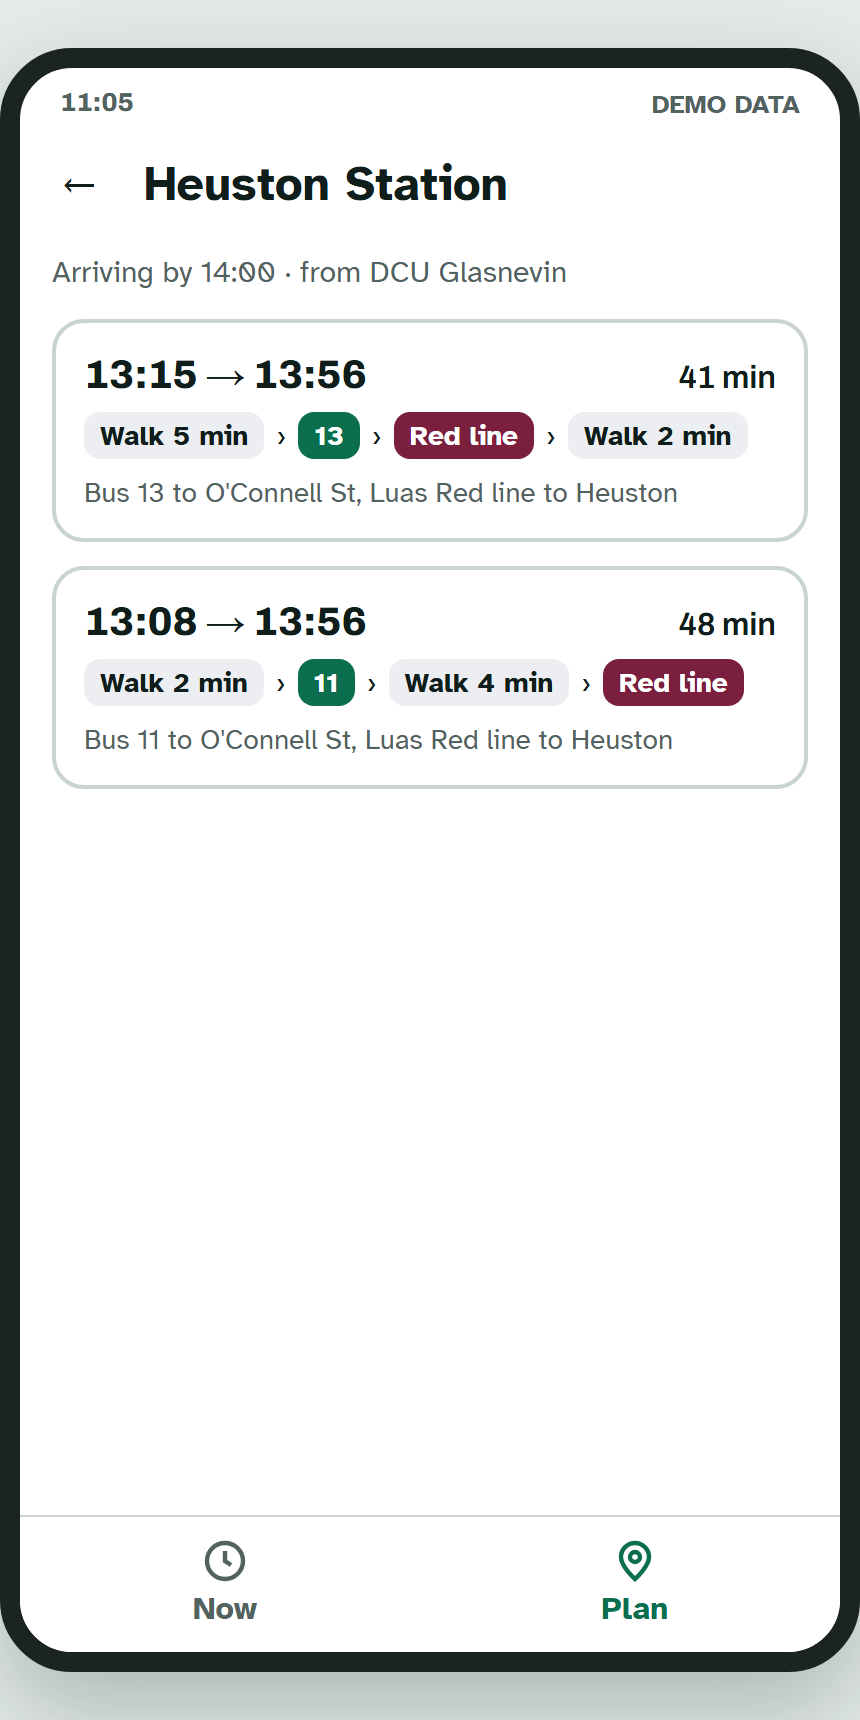 11:05 DEMO DATA
← Heuston Station
Arriving by 14:00 · from DCU Glasnevin
13:15 → 13:56 41 min
Walk 5 min › 13 › Red line › Walk 2 min
Bus 13 to O'Connell St, Luas Red line to Heuston
13:08 → 13:56 48 min
Walk 2 min › 11 › Walk 4 min › Red line
Bus 11 to O'Connell St, Luas Red line to Heuston
Now Plan